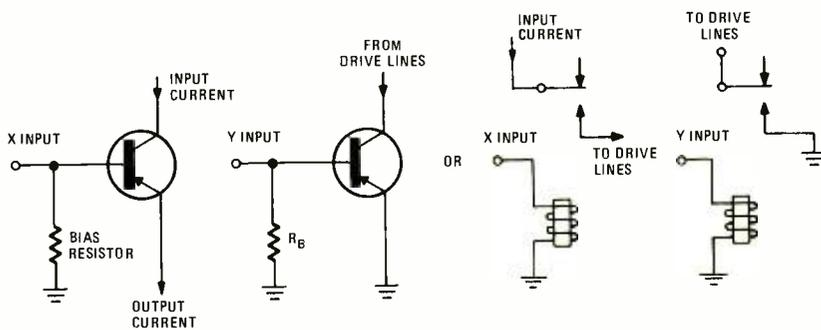 INPUT
CURRENT
X INPUT
BIAS
RESISTOR
OUTPUT
CURRENT
FROM
DRIVE LINES
Y INPUT
RB
OR
INPUT
CURRENT
X INPUT
TO DRIVE
LINES
TO DRIVE
LINES
Y INPUT